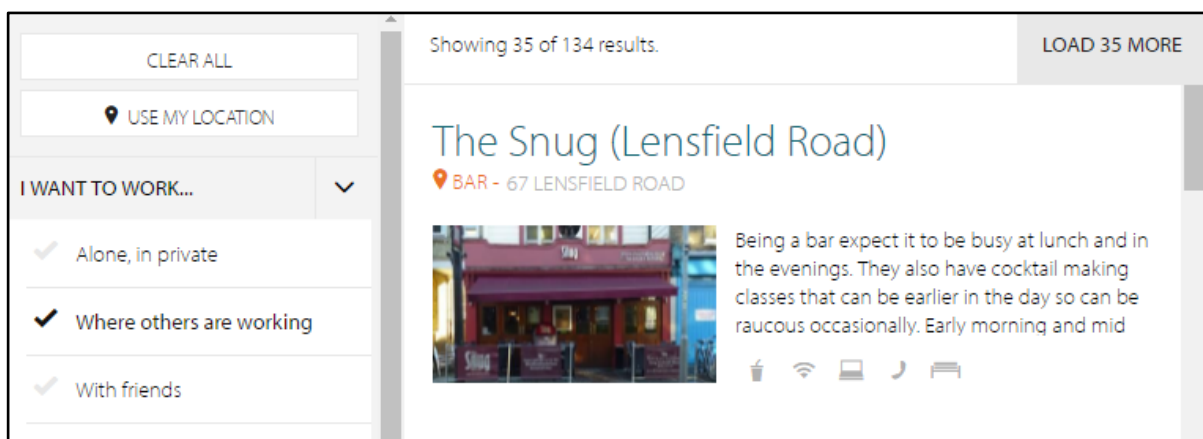 CLEAR ALL
USE MY LOCATION
I WANT TO WORK...
Alone, in private
Where others are working
With friends
Showing 35 of 134 results.
LOAD 35 MORE
The Snug (Lensfield Road)
BAR - 67 LENSFIELD ROAD
Snug
Snug
Being a bar expect it to be busy at lunch and in
the evenings. They also have cocktail making
classes that can be earlier in the day so can be
raucous occasionally. Early morning and mid